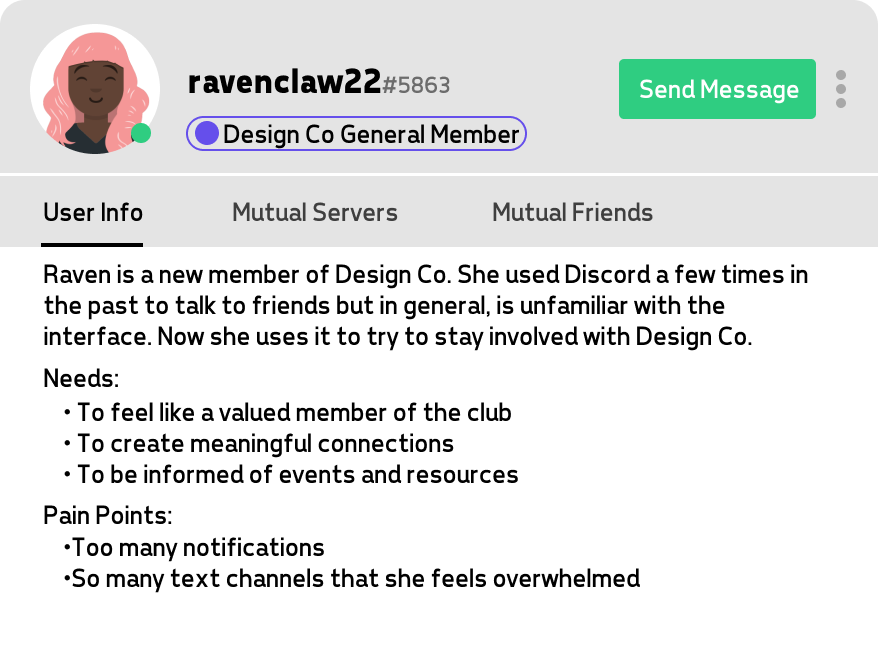 ravenclaw22#5863
Send Message
Design Co General Member
User Info
Mutual Servers
Mutual Friends
Raven is a new member of Design Co. She used Discord a few times in
the past to talk to friends but in general, is unfamiliar with the
interface. Now she uses it to try to stay involved with Design Co.
Needs:
• To feel like a valued member of the club
• To create meaningful connections
• To be informed of events and resources
Pain Points:
•Too many notifications
•So many text channels that she feels overwhelmed